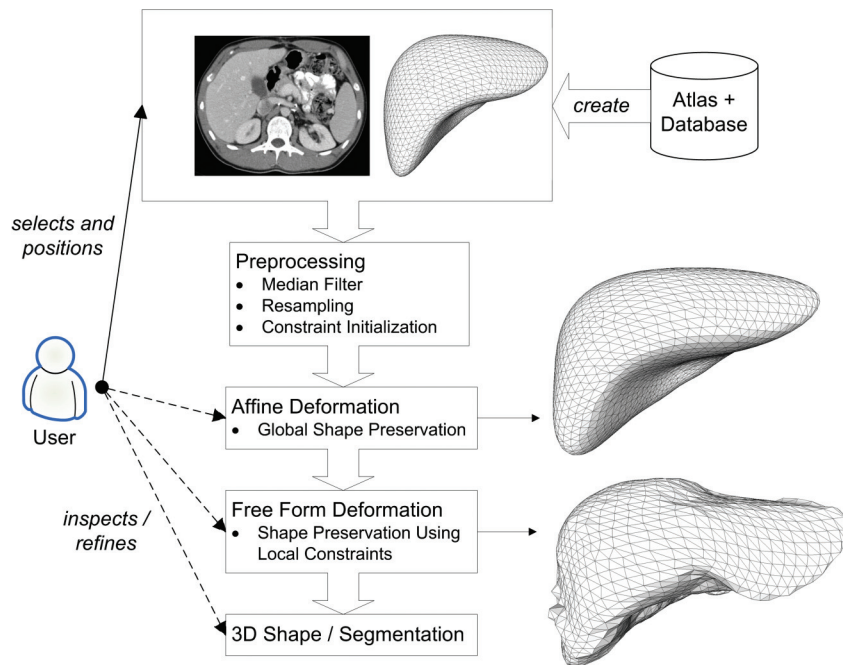 create
Atlas +
Database
selects and
positions
Preprocessing
• Median Filter
• Resampling
• Constraint Initialization
User
Affine Deformation
• Global Shape Preservation
inspects /
refines
Free Form Deformation
• Shape Preservation Using
Local Constraints
3D Shape / Segmentation